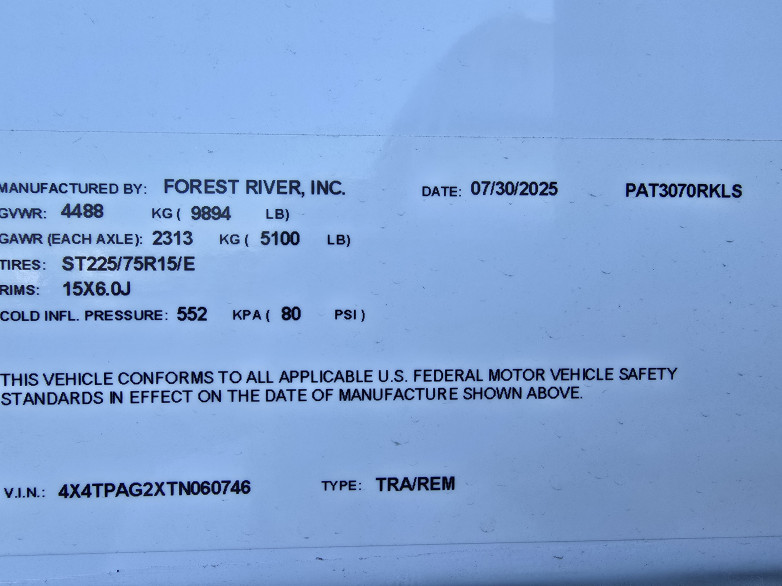 MANUFACTURED BY: FOREST RIVER, INC. DATE: 07/30/2025 PAT3070RKLS
GVWR: 4488 KG ( 9894 LB)
GAWR (EACH AXLE): 2313 KG ( 5100 LB)
TIRES: ST225/75R15/E
RIMS: 15X6.0J
COLD INFL. PRESSURE: 552 KPA ( 80 PSI )
THIS VEHICLE CONFORMS TO ALL APPLICABLE U.S. FEDERAL MOTOR VEHICLE SAFETY
STANDARDS IN EFFECT ON THE DATE OF MANUFACTURE SHOWN ABOVE.
V.I.N.: 4X4TPAG2XTN060746 TYPE: TRA/REM